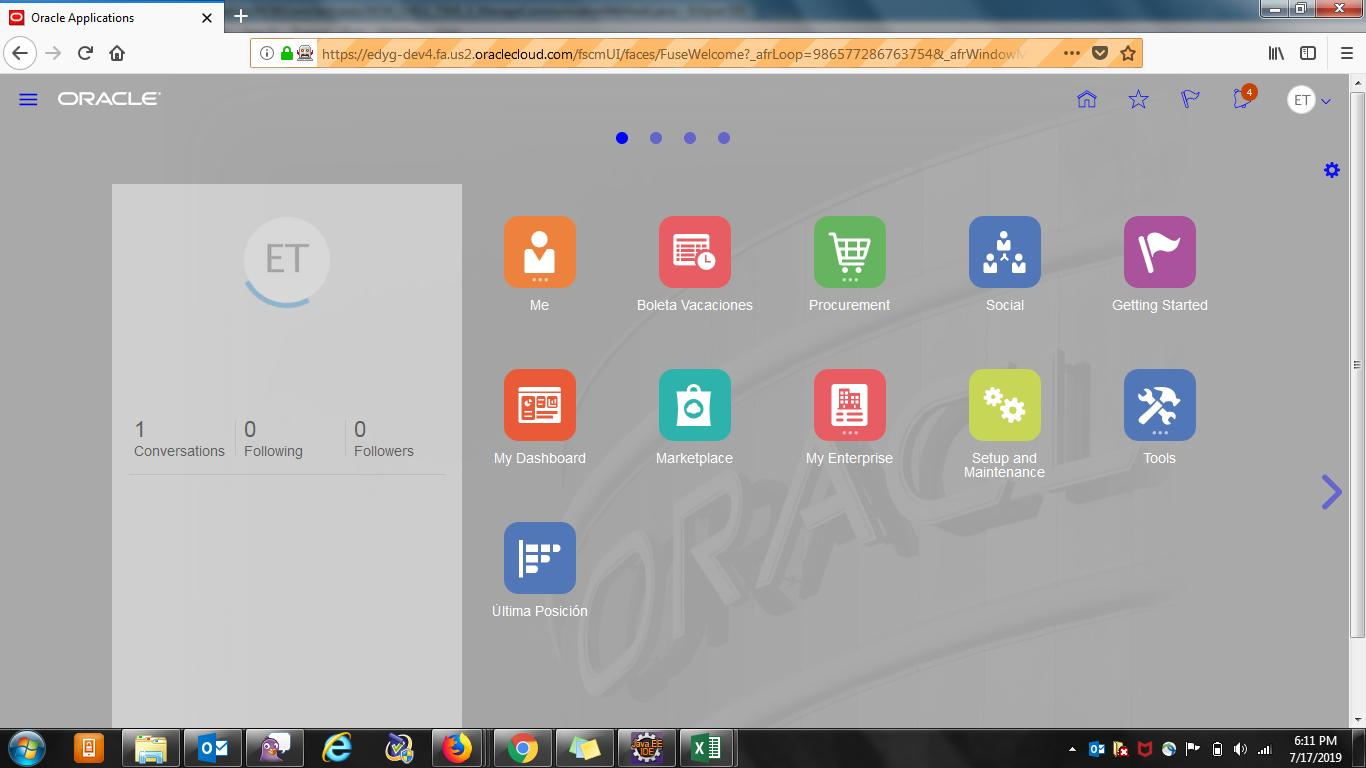 Oracle Applications
https://edyg-dev4.fa.us2.oraclecloud.com/fscmUI/faces/FuseWelcome?_afrLoop=986577286763754&_afrWindow
ORACLE
4
ET
ET
Me
Boleta Vacaciones
Procurement
Social
Getting Started
1
Conversations
0
Following
0
Followers
My Dashboard
Marketplace
My Enterprise
Setup and
Maintenance
Tools
Última Posición
ORACL
Java EE
IDE
6:11 PM
7/17/2019